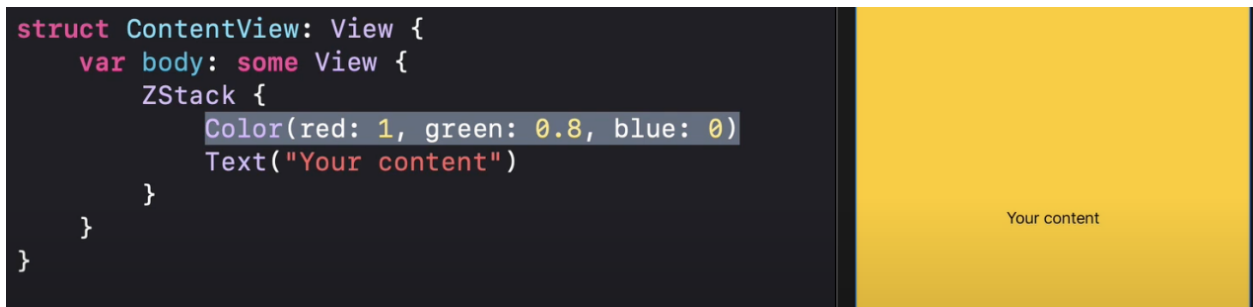 struct ContentView: View {
    var body: some View {
        ZStack {
            Color(red: 1, green: 0.8, blue: 0)
            Text("Your content")
        }
    }
}
Your content